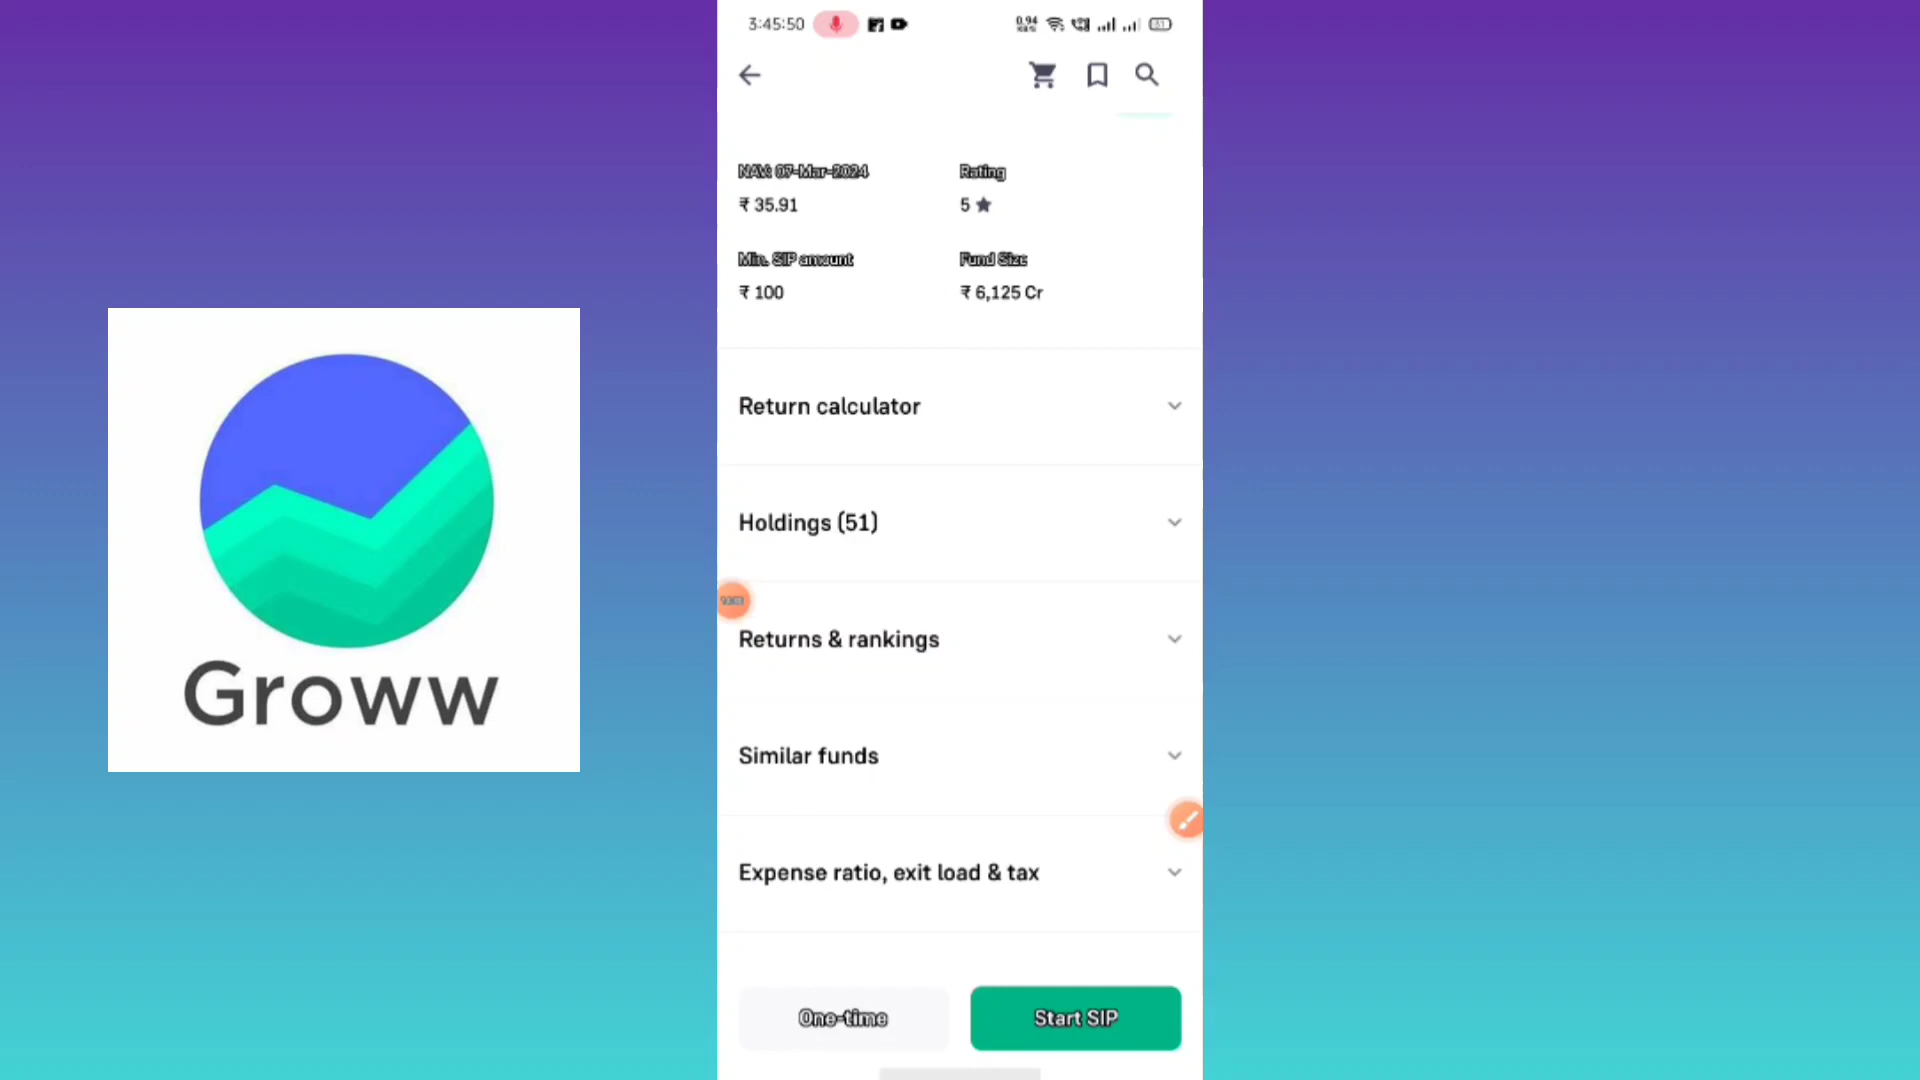 3:45:50
0.94
NAV: 07-Mar-2024
Rating
₹ 35.91
5 ★
Min. SIP amount
Fund Size
₹ 100
₹ 6,125 Cr
Return calculator
Holdings (51)
Returns & rankings
Similar funds
Expense ratio, exit load & tax
One-time
Start SIP
Groww